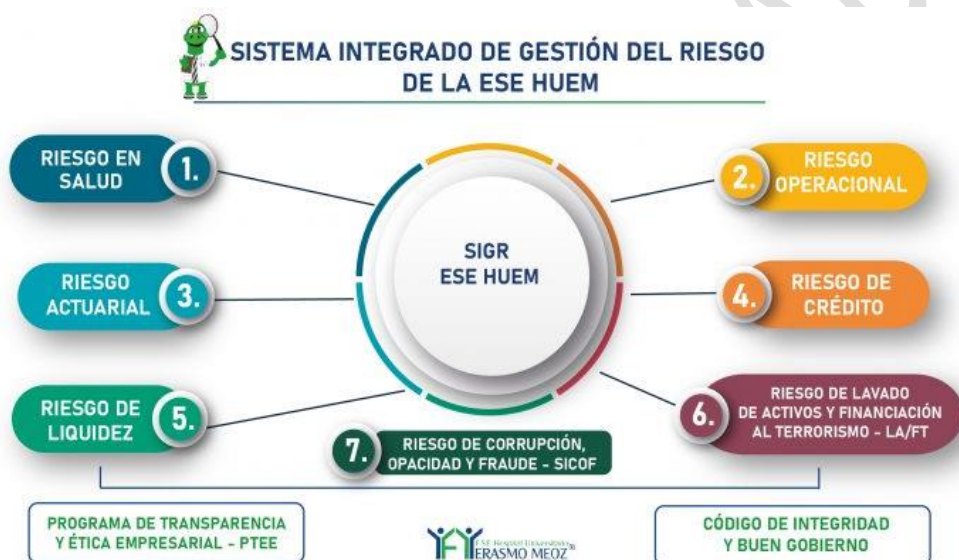 SISTEMA INTEGRADO DE GESTIÓN DEL RIESGO
DE LA ESE HUEM
RIESGO EN
SALUD
1.
2.
RIESGO
OPERACIONAL
SIGR
ESE HUEM
RIESGO
ACTUARIAL
3.
4.
RIESGO DE
CRÉDITO
RIESGO DE
LIQUIDEZ
5.
6.
RIESGO DE LAVADO
DE ACTIVOS Y FINANCIACIÓN
AL TERRORISMO - LA/FT
7.
RIESGO DE CORRUPCIÓN,
OPACIDAD Y FRAUDE - SICOF
PROGRAMA DE TRANSPARENCIA
Y ÉTICA EMPRESARIAL - PTEE
E.S.E. Hospital Universitario
ERASMO MEOZ
CÓDIGO DE INTEGRIDAD
Y BUEN GOBIERNO